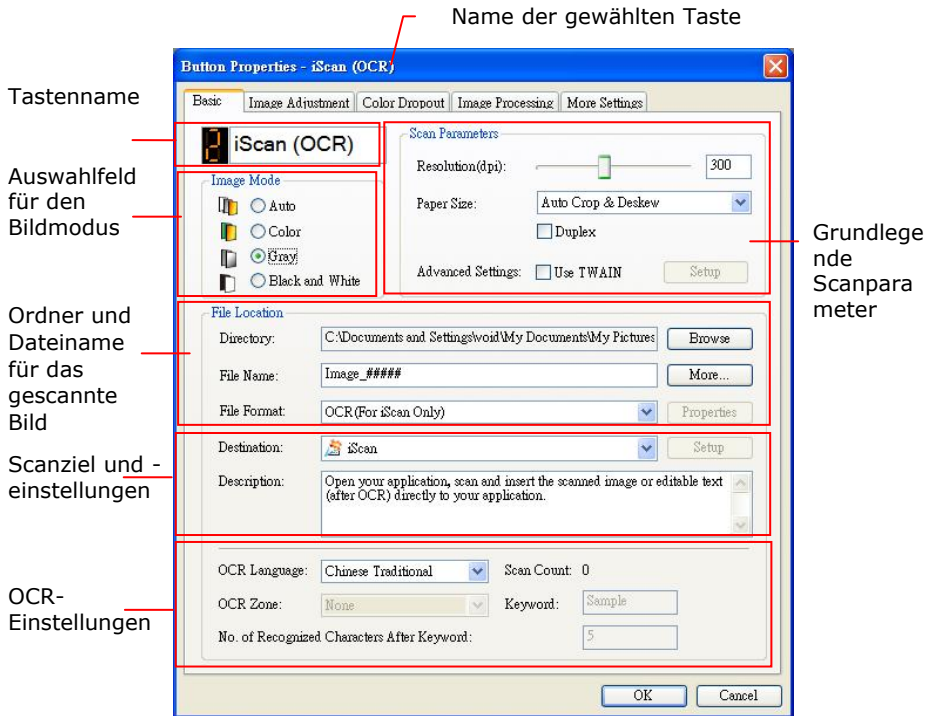 Name der gewählten Taste
Button Properties - iScan (OCR)
Tastenname
Basic Image Adjustment Color Dropout Image Processing More Settings
2 iScan (OCR)
Scan Parameters
Resolution(dpi): 300
Auswahlfeld
für den
Bildmodus
Image Mode
Auto
Color
Gray
Black and White
Paper Size: Auto Crop & Deskew
Duplex
Advanced Settings: Use TWAIN Setup
Grundlege
nde
Scanpara
meter
Ordner und
Dateiname
für das
gescannte
Bild
File Location
Directory: C:\Documents and Settings\void\My Documents\My Pictures Browse
File Name: Image_##### More...
File Format: OCR(For iScan Only) Properties
Scanziel und -
einstellungen
Destination: iScan Setup
Description: Open your application, scan and insert the scanned image or editable text
(after OCR) directly to your application.
OCR-
Einstellungen
OCR Language: Chinese Traditional Scan Count: 0
OCR Zone: None Keyword: Sample
No. of Recognized Characters After Keyword: 5
OK Cancel